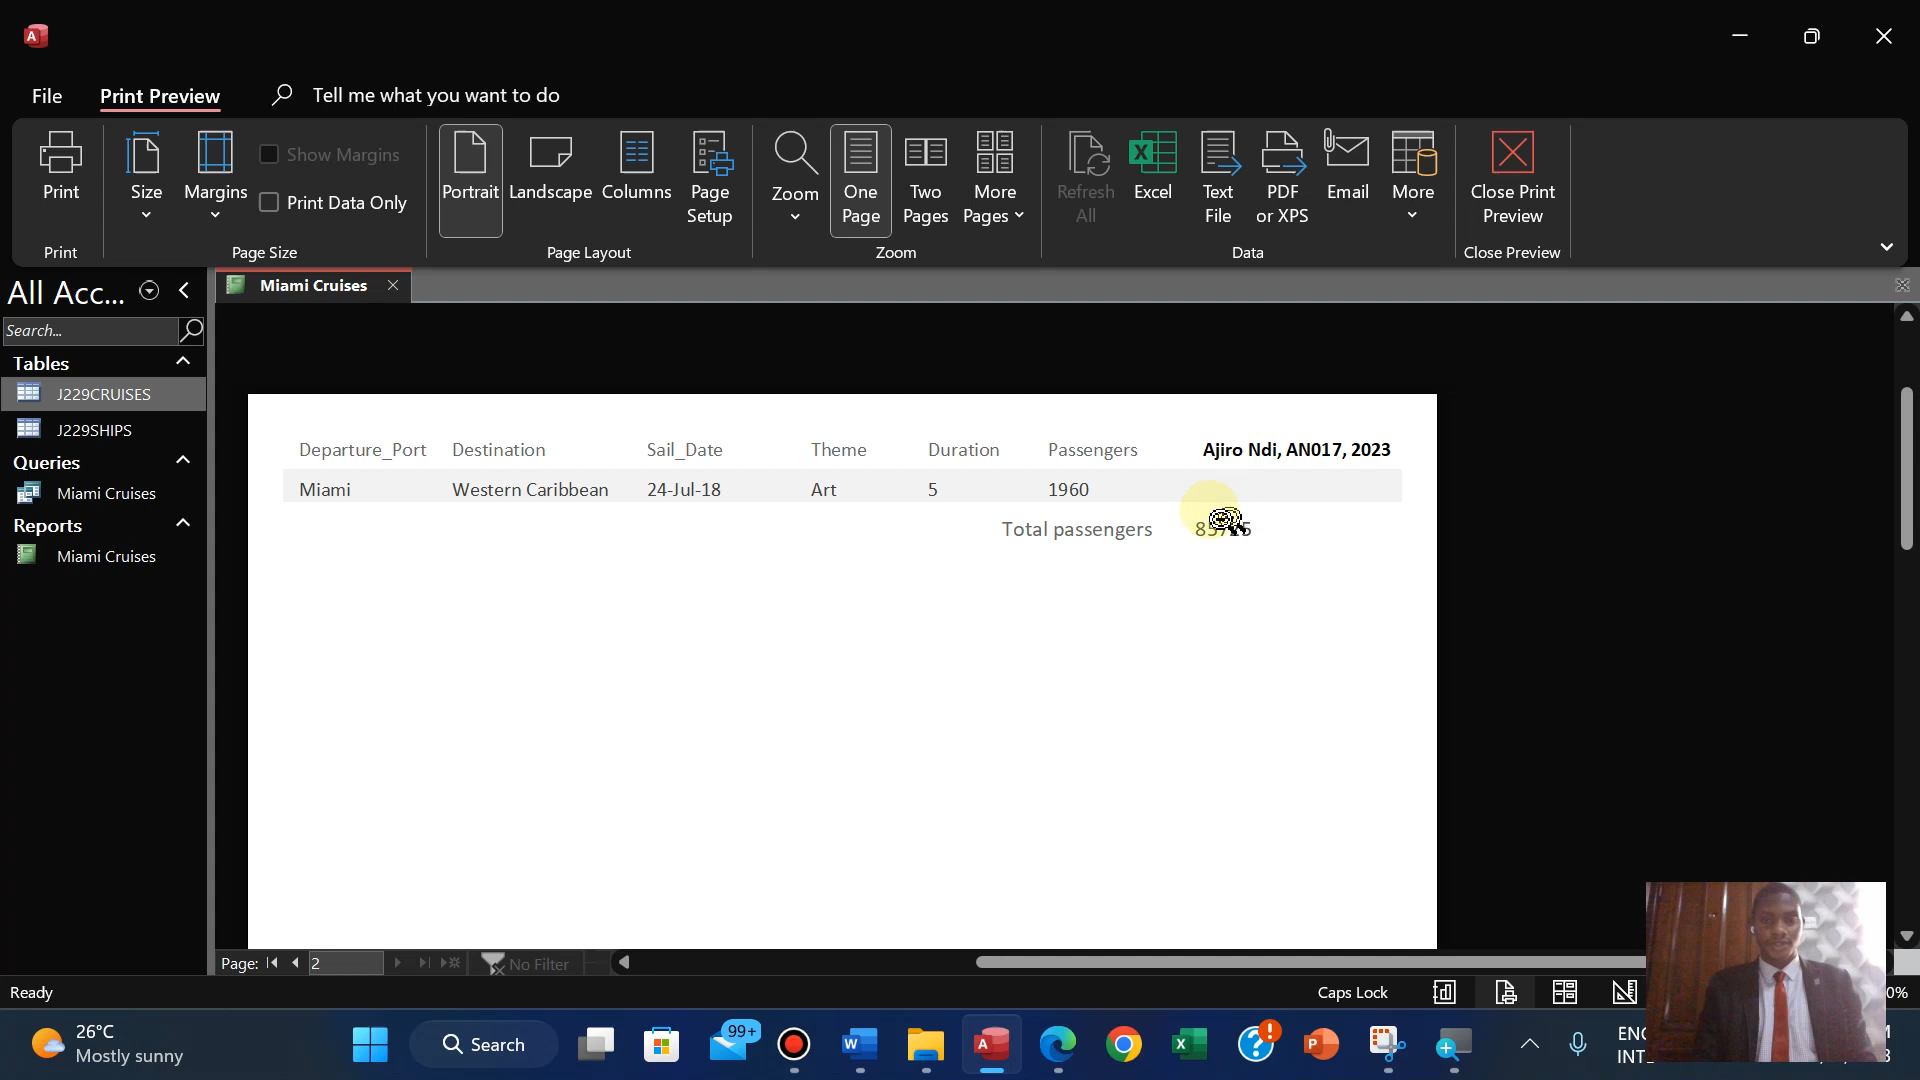 File Print Preview Tell me what you want to do
Print Size Margins Show Margins Print Data Only Portrait Landscape Columns Page Setup Zoom One Page Two Pages More Pages Refresh All Excel Text File PDF or XPS Email More Close Print Preview
Print Page Size Page Layout Zoom Data Close Preview
All Acc...
Miami Cruises
Search...
Tables
J229CRUISES
J229SHIPS
Queries
Miami Cruises
Reports
Miami Cruises
Departure_Port Destination Sail_Date Theme Duration Passengers Ajiro Ndi, AN017, 2023
Miami Western Caribbean 24-Jul-18 Art 5 1960
Total passengers
Page: 2 No Filter
Ready Caps Lock
26°C
Mostly sunny
Search
99+